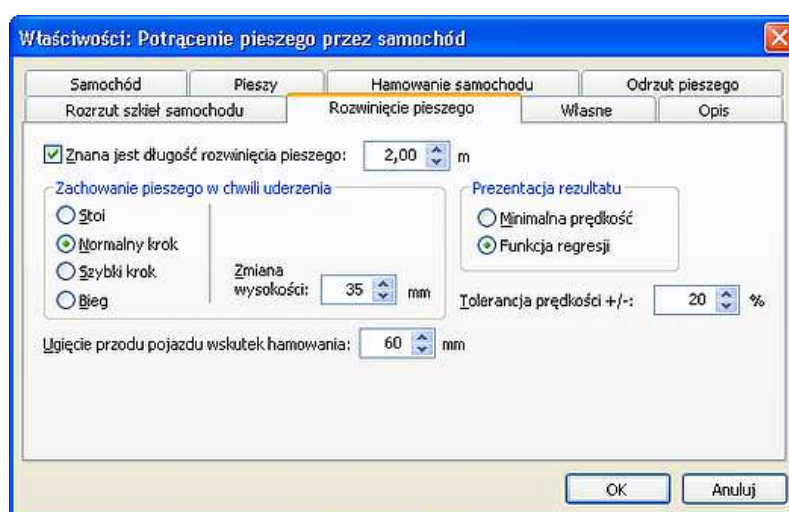 Właściwości: Potrącenie pieszego przez samochód
Samochód Pieszy Hamowanie samochodu Odrzut pieszego
Rozrzut szkieł samochodu Rozwinięcie pieszego Własne Opis
Znana jest długość rozwinięcia pieszego: 2,00 m
Zachowanie pieszego w chwili uderzenia
Stoi
Normalny krok
Szybki krok
Bieg
Zmiana
wysokości: 35 mm
Prezentacja rezultatu
Minimalna prędkość
Funkcja regresji
Tolerancja prędkości +/-: 20 %
Ugięcie przodu pojazdu wskutek hamowania: 60 mm
OK Anuluj